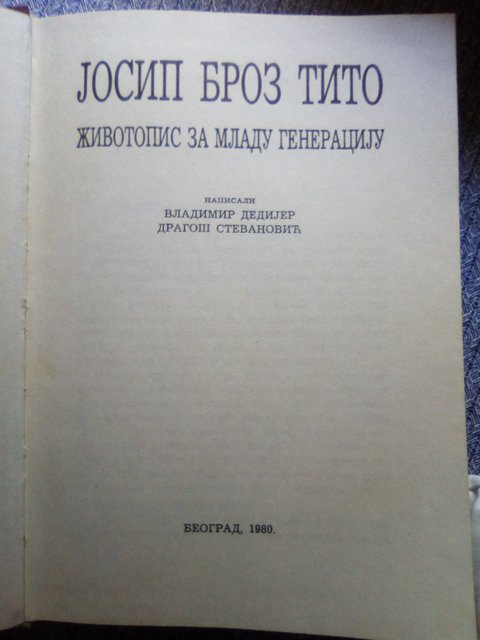 ЈОСИП БРОЗ ТИТО
ЖИВОТОПИС ЗА МЛАДУ ГЕНЕРАЦИЈУ
НАПИСАЛИ
ВЛАДИМИР ДЕДИЈЕР
ДРАГОШ СТЕВАНОВИЋ
БЕОГРАД, 1980.